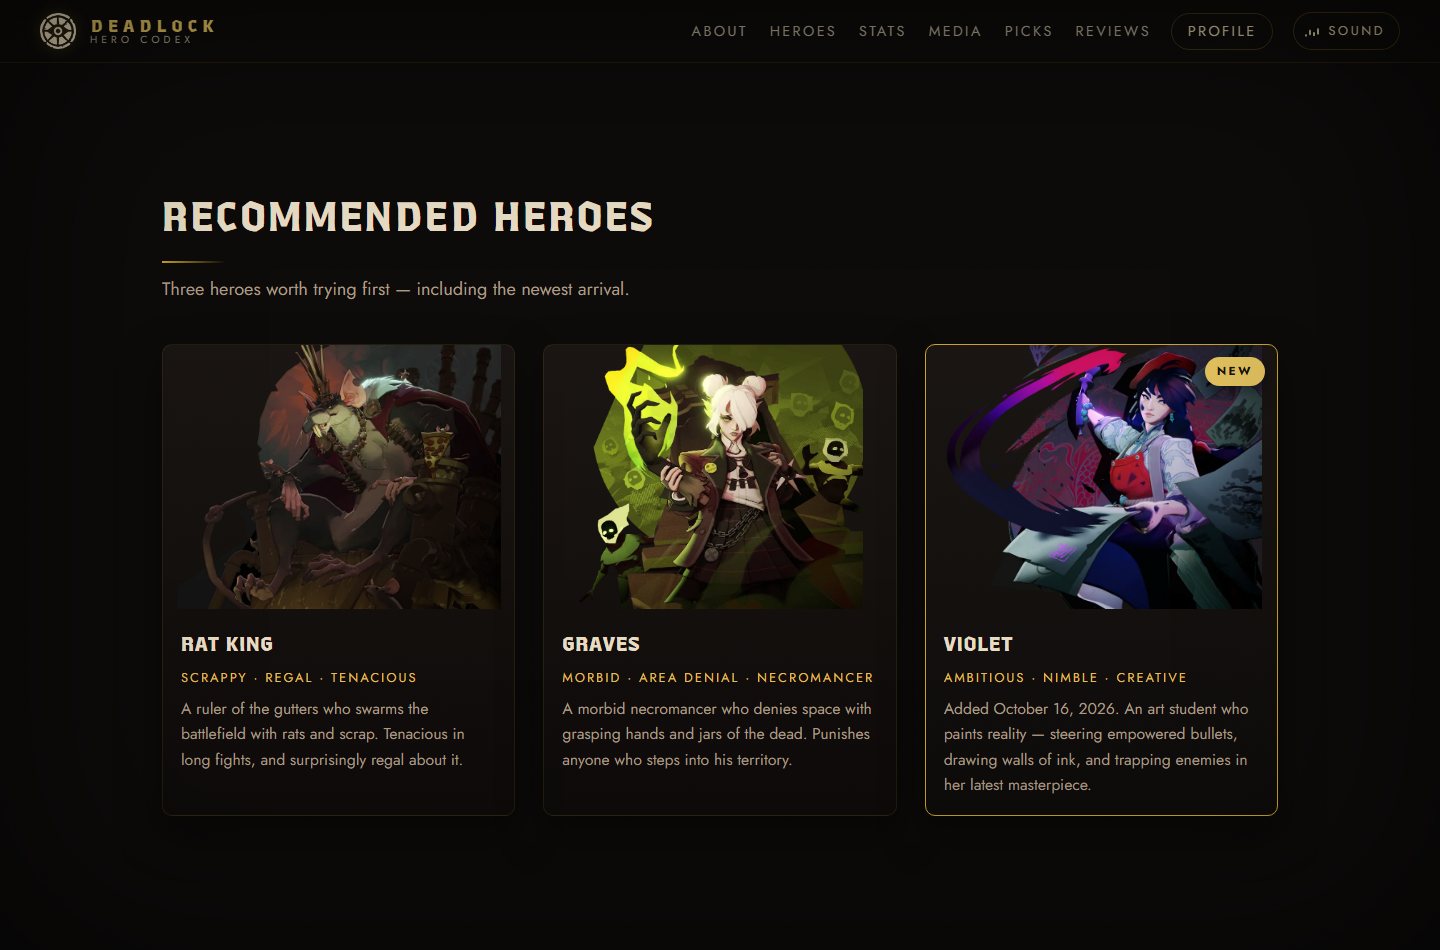 DEADLOCK
HERO CODEX
ABOUT HEROES STATS MEDIA PICKS REVIEWS PROFILE SOUND
RECOMMENDED HEROES
Three heroes worth trying first — including the newest arrival.
RAT KING
SCRAPPY · REGAL · TENACIOUS
A ruler of the gutters who swarms the
battlefield with rats and scrap. Tenacious in
long fights, and surprisingly regal about it.
GRAVES
MORBID · AREA DENIAL · NECROMANCER
A morbid necromancer who denies space with
grasping hands and jars of the dead. Punishes
anyone who steps into his territory.
NEW
VIOLET
AMBITIOUS · NIMBLE · CREATIVE
Added October 16, 2026. An art student who
paints reality — steering empowered bullets,
drawing walls of ink, and trapping enemies in
her latest masterpiece.